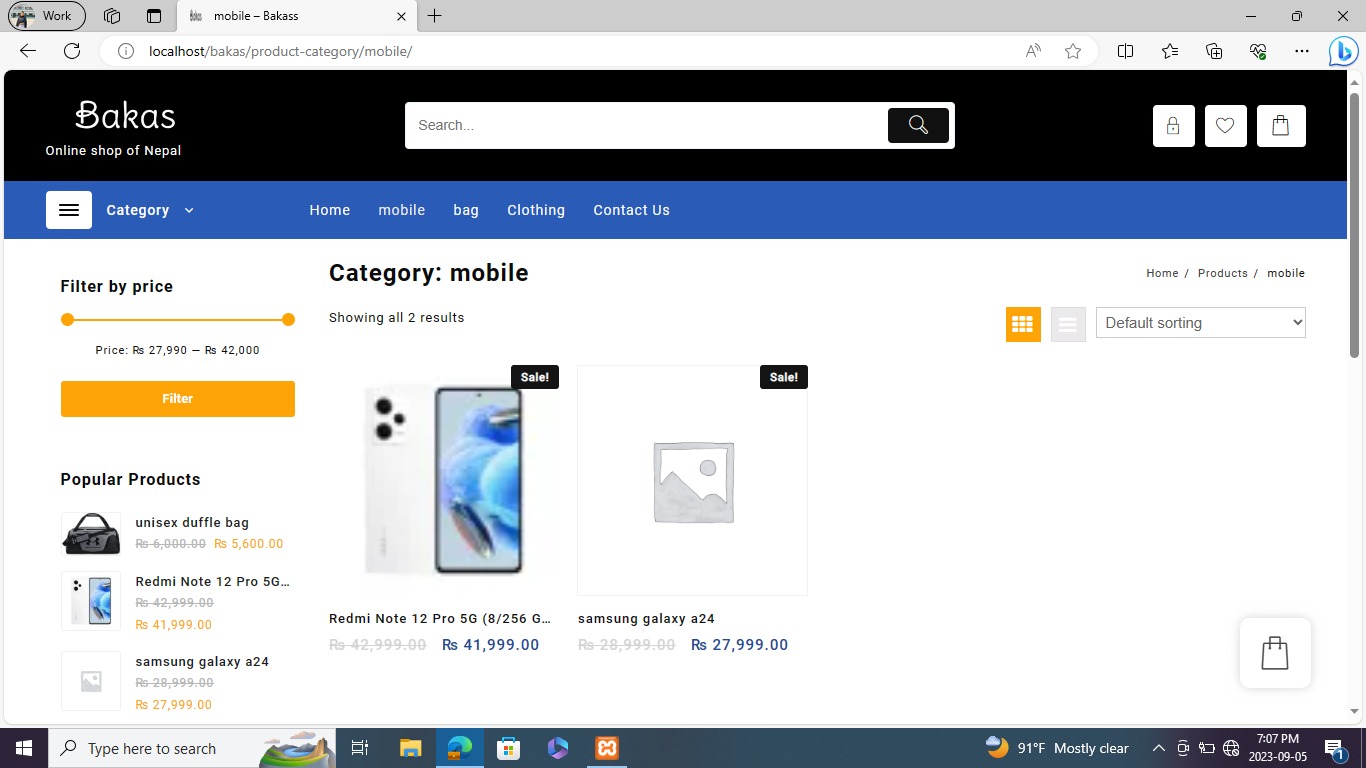 Work
mobile – Bakass
localhost/bakas/product-category/mobile/
Bakas
Online shop of Nepal
Search...
Category
Home
mobile
bag
Clothing
Contact Us
Category: mobile
Home / Products / mobile
Showing all 2 results
Default sorting
Filter by price
Price: ₨ 27,990 — ₨ 42,000
Filter
Popular Products
unisex duffle bag
₨ 6,000.00 ₨ 5,600.00
Redmi Note 12 Pro 5G...
₨ 42,999.00
₨ 41,999.00
samsung galaxy a24
₨ 28,999.00
₨ 27,999.00
Sale!
Redmi Note 12 Pro 5G (8/256 G...
₨ 42,999.00 ₨ 41,999.00
Sale!
samsung galaxy a24
₨ 28,999.00 ₨ 27,999.00
Type here to search
91°F Mostly clear
7:07 PM
2023-09-05
1